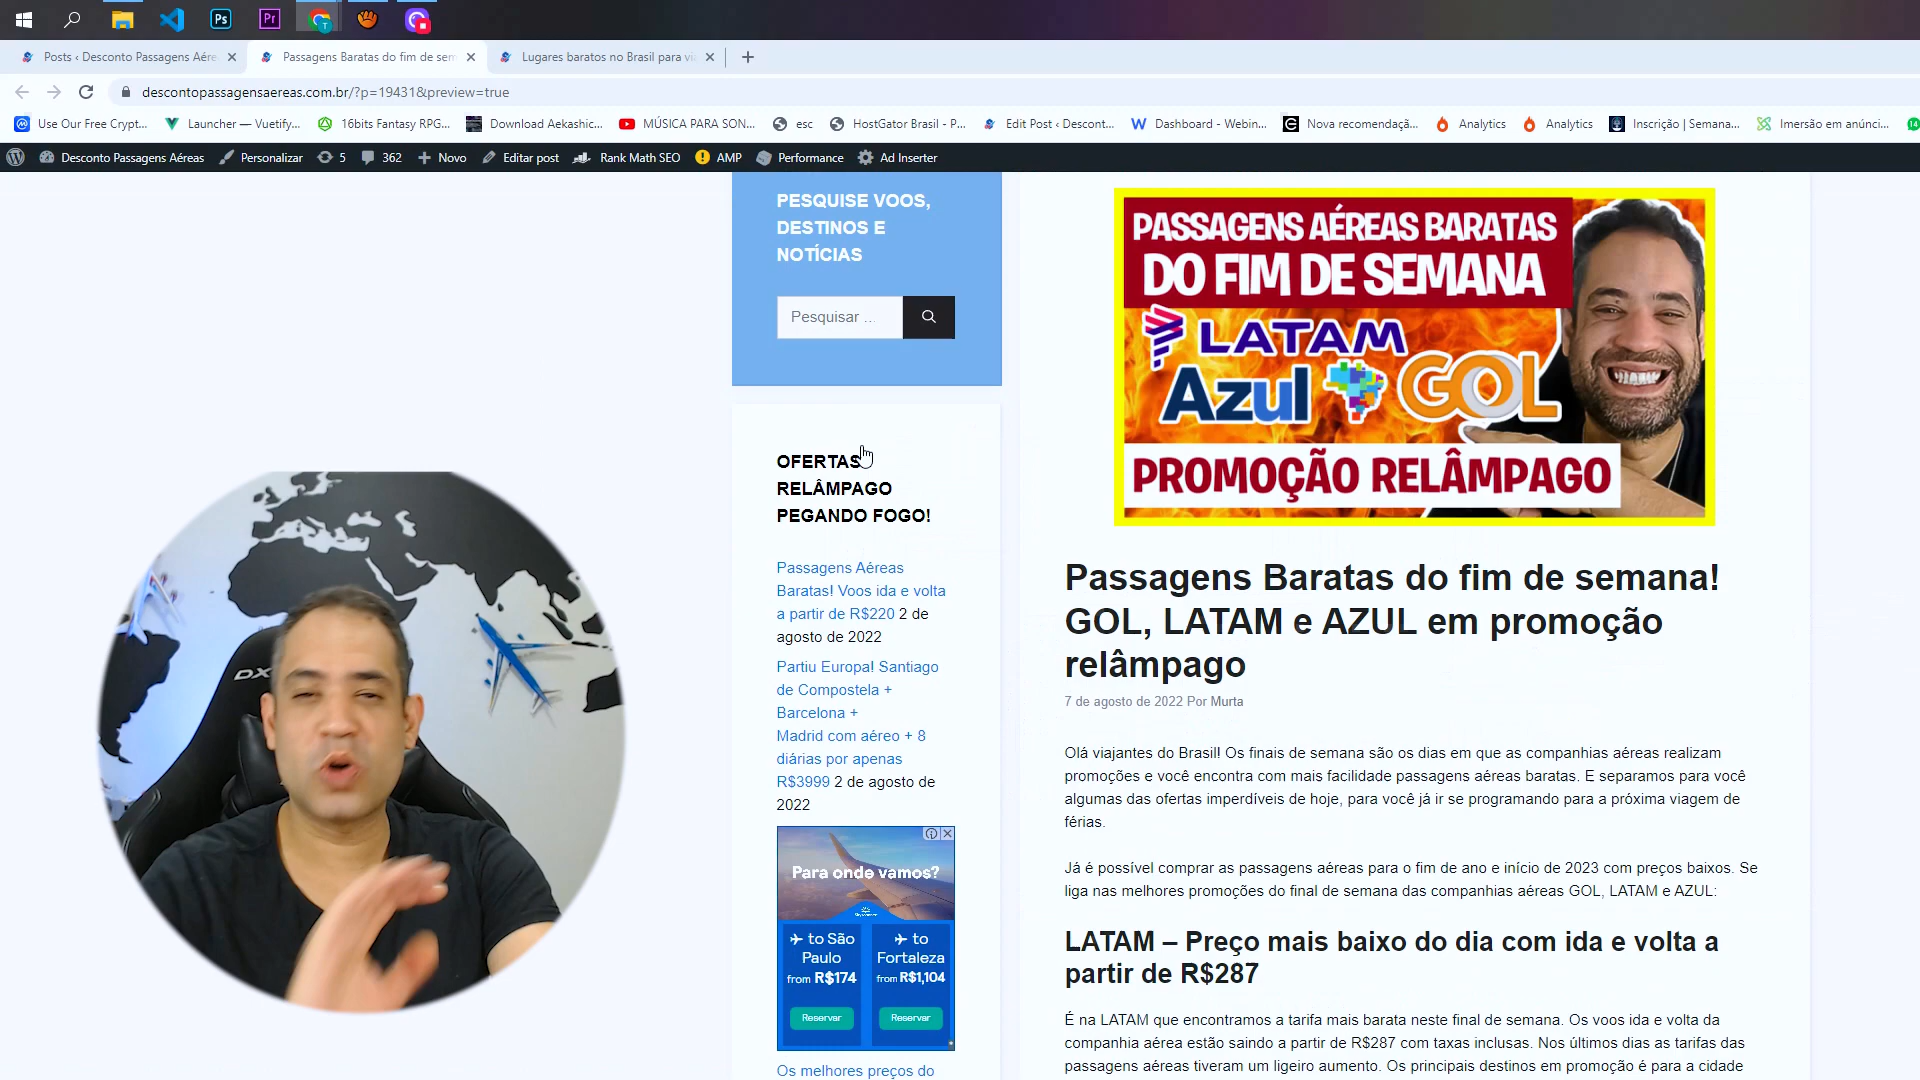 Ps
Pr
Posts ‹ Desconto Passagens Aére
Passagens Baratas do fim de sem
Lugares baratos no Brasil para via
descontopassagensaereas.com.br/?p=19431&preview=true
Use Our Free Crypt...
Launcher — Vuetify...
16bits Fantasy RPG...
Download Aekashic...
MÚSICA PARA SON...
esc
HostGator Brasil - P...
Edit Post ‹ Descont...
Dashboard - Webin...
Nova recomendaçã...
Analytics
Analytics
Inscrição | Semana...
Imersão em anúnci...
Desconto Passagens Aéreas
Personalizar
5
362
Novo
Editar post
Rank Math SEO
AMP
Performance
Ad Inserter
PESQUISE VOOS,
DESTINOS E
NOTÍCIAS
Pesquisar ...
OFERTAS
RELÂMPAGO
PEGANDO FOGO!
Passagens Aéreas
Baratas! Voos ida e volta
a partir de R$220 2 de
agosto de 2022
Partiu Europa! Santiago
de Compostela +
Barcelona +
Madrid com aéreo + 8
diárias por apenas
R$3999 2 de agosto de
2022
Para onde vamos?
to São
Paulo
from R$174
Reservar
to
Fortaleza
from R$1,104
Reservar
Os melhores preços do
PASSAGENS AÉREAS BARATAS
DO FIM DE SEMANA
LATAM
Azul
GOL
PROMOÇÃO RELÂMPAGO
Passagens Baratas do fim de semana!
GOL, LATAM e AZUL em promoção
relâmpago
7 de agosto de 2022 Por Murta
Olá viajantes do Brasil! Os finais de semana são os dias em que as companhias aéreas realizam
promoções e você encontra com mais facilidade passagens aéreas baratas. E separamos para você
algumas das ofertas imperdíveis de hoje, para você já ir se programando para a próxima viagem de
férias.
Já é possível comprar as passagens aéreas para o fim de ano e início de 2023 com preços baixos. Se
liga nas melhores promoções do final de semana das companhias aéreas GOL, LATAM e AZUL:
LATAM – Preço mais baixo do dia com ida e volta a
partir de R$287
É na LATAM que encontramos a tarifa mais barata neste final de semana. Os voos ida e volta da
companhia aérea estão saindo a partir de R$287 com taxas inclusas. Nos últimos dias as tarifas das
passagens aéreas tiveram um ligeiro aumento. Os principais destinos em promoção é para a cidade
DX